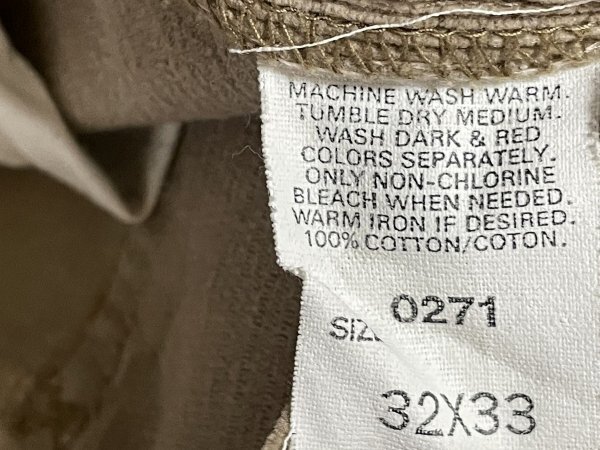 MACHINE WASH WARM.
TUMBLE DRY MEDIUM.
WASH DARK & RED
COLORS SEPARATELY.
ONLY NON-CHLORINE
BLEACH WHEN NEEDED.
WARM IRON IF DESIRED.
100% COTTON/COTON.
0271
32X33